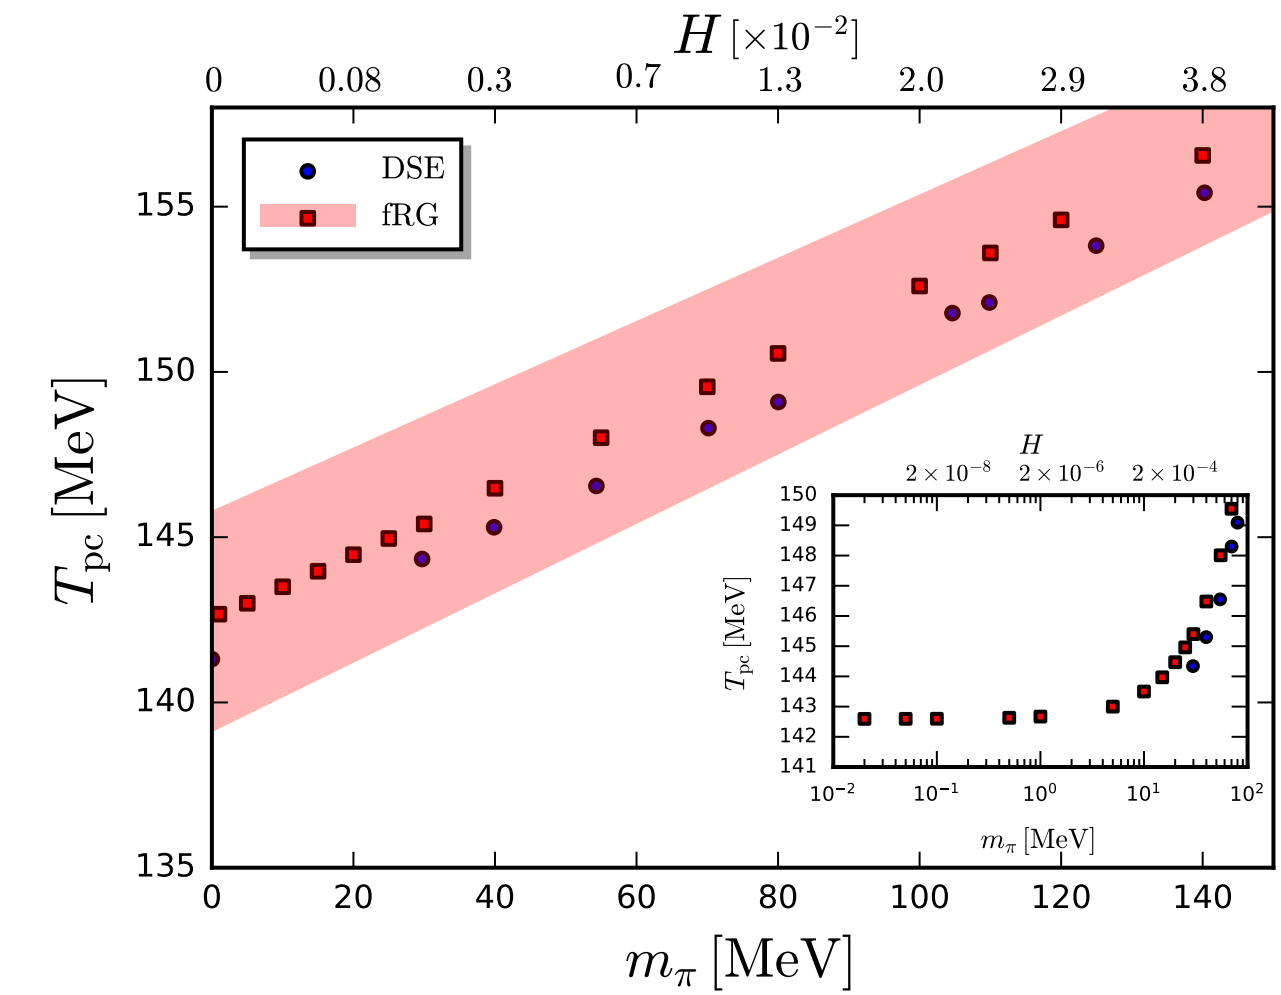 H [×10⁻²]
0 0.08 0.3 0.7 1.3 2.0 2.9 3.8
DSE
fRG
155
150
145
140
135
T_pc [MeV]
0 20 40 60 80 100 120 140
m_π [MeV]
H
2 × 10⁻⁸ 2 × 10⁻⁶ 2 × 10⁻⁴
150
149
148
147
146
145
144
143
142
141
T_pc [MeV]
10⁻² 10⁻¹ 10⁰ 10¹ 10²
m_π [MeV]